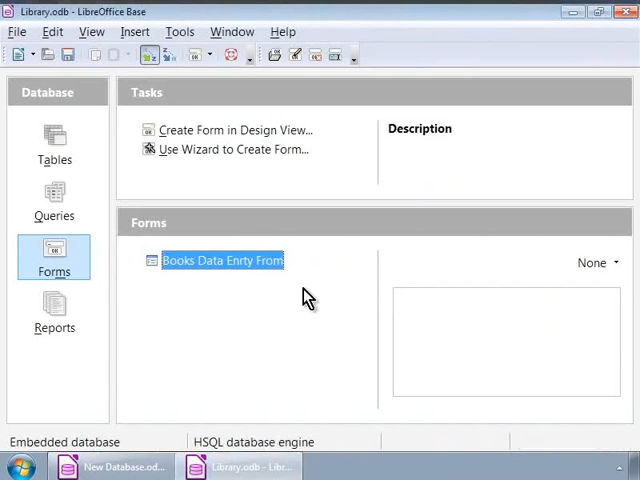 Library.odb - LibreOffice Base
File Edit View Insert Tools Window Help
Database
Tables
Queries
Forms
Reports
Tasks
Create Form in Design View...
Use Wizard to Create Form...
Description
Forms
Books Data Enrty From
None
Embedded database HSQL database engine
New Database.od... Library.odb - Libr...